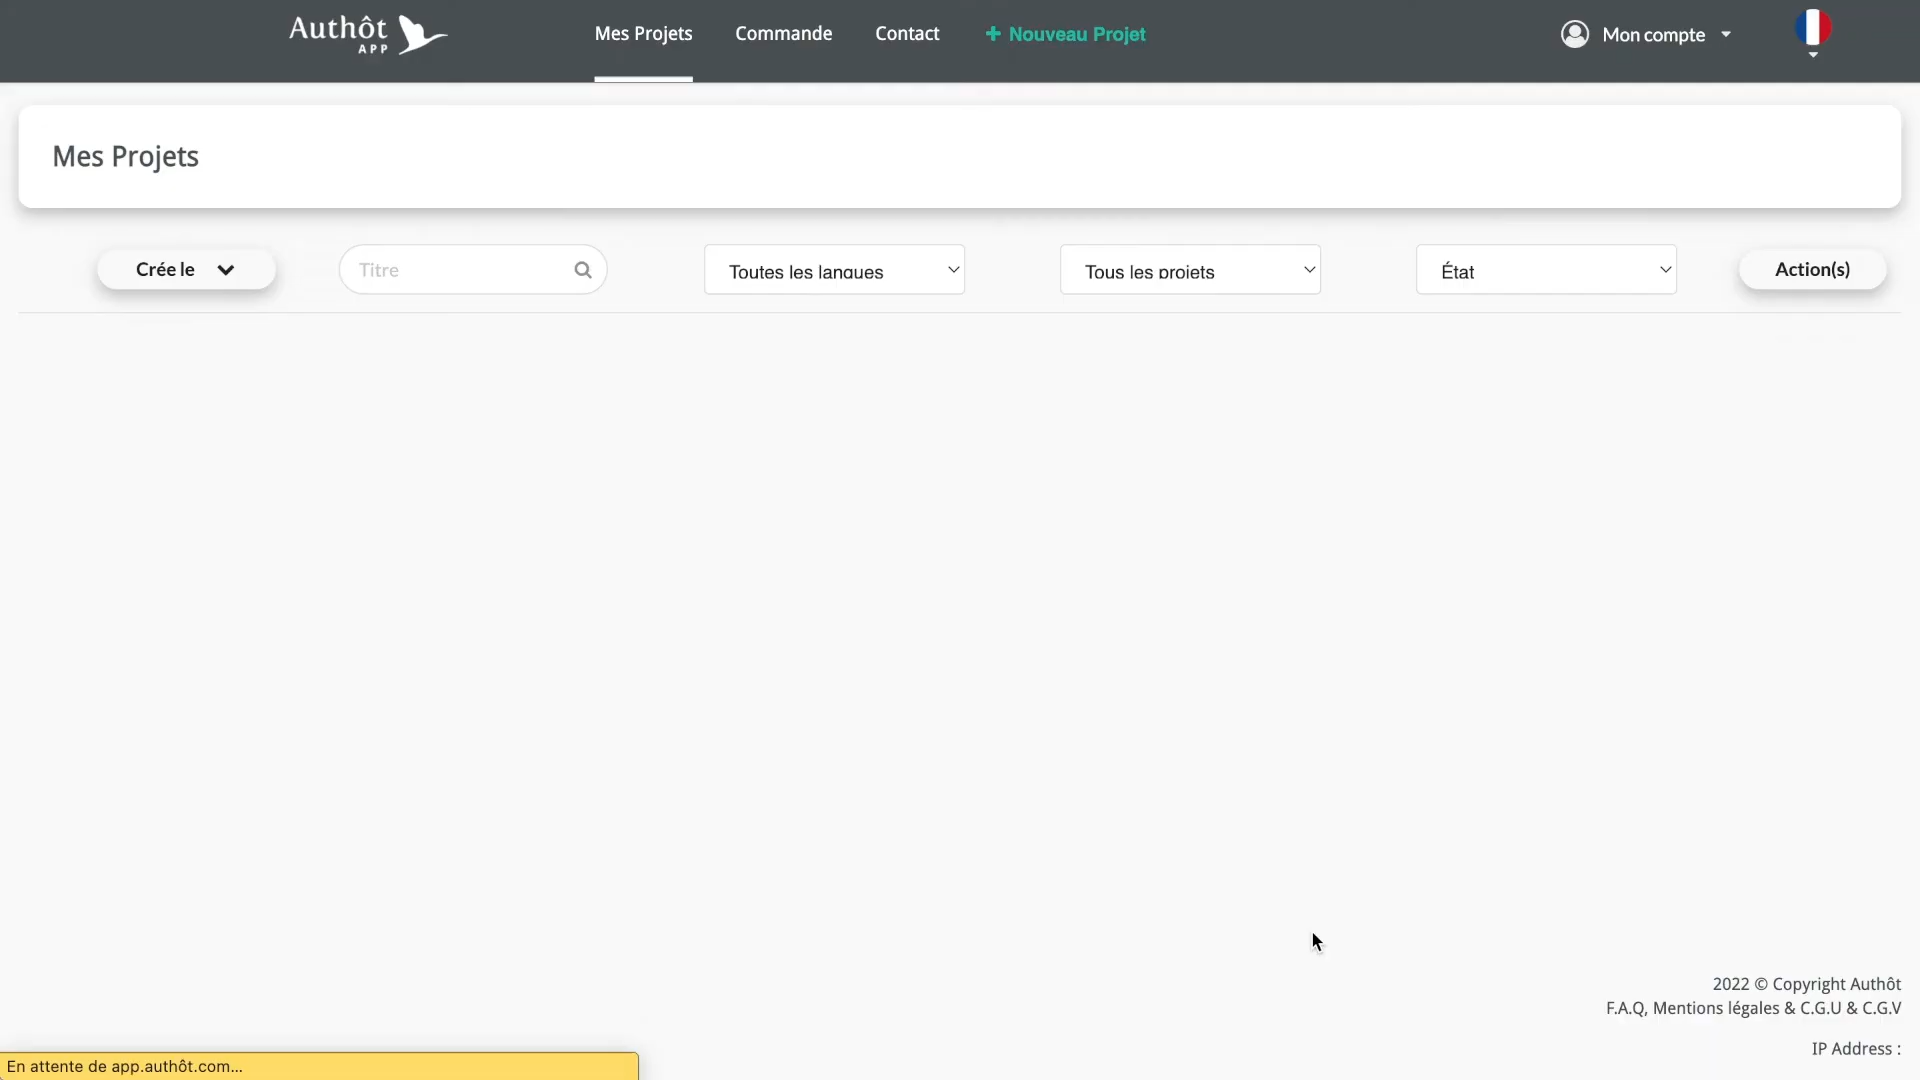 Authôt
APP
Mes Projets
Commande
Contact
+ Nouveau Projet
Mon compte
Mes Projets
Crée le
Titre
Toutes les langues
Tous les projets
État
Action(s)
2022 © Copyright Authôt
F.A.Q, Mentions légales & C.G.U & C.G.V
IP Address :
En attente de app.authôt.com...